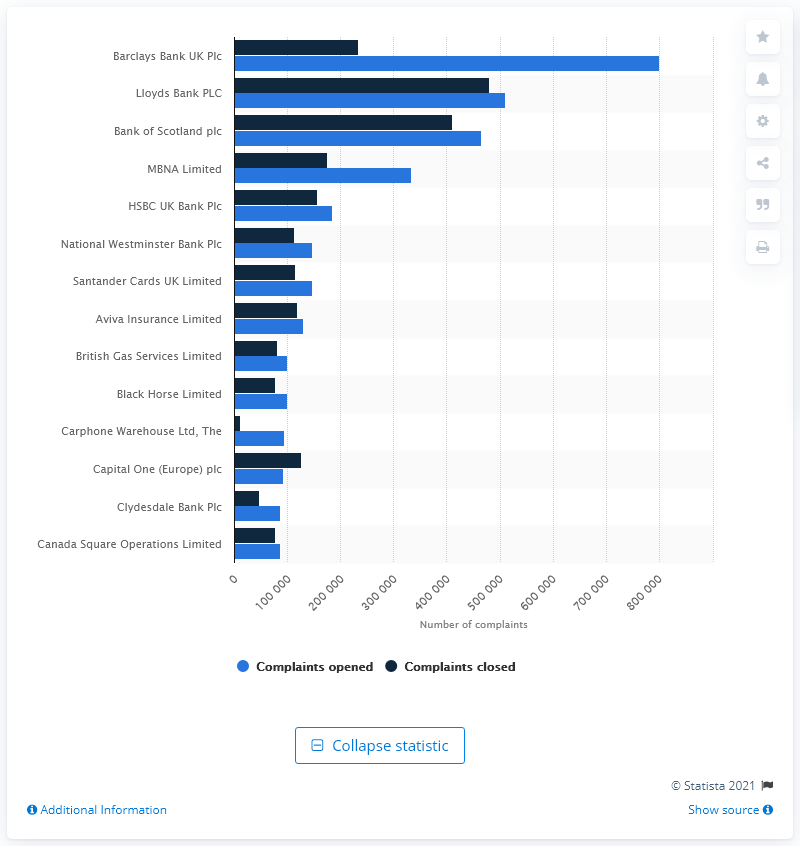 Barclays Bank UK Plc
Lloyds Bank PLC
Bank of Scotland plc
MBNA Limited
HSBC UK Bank Plc
National Westminster Bank Plc
Santander Cards UK Limited
Aviva Insurance Limited
British Gas Services Limited
Black Horse Limited
Carphone Warehouse Ltd, The
Capital One (Europe) plc
Clydesdale Bank Plc
Canada Square Operations Limited
0 100 000 200 000 300 000 400 000 500 000 600 000 700 000 800 000
Number of complaints
Complaints opened Complaints closed
Collapse statistic
© Statista 2021
Additional Information Show source